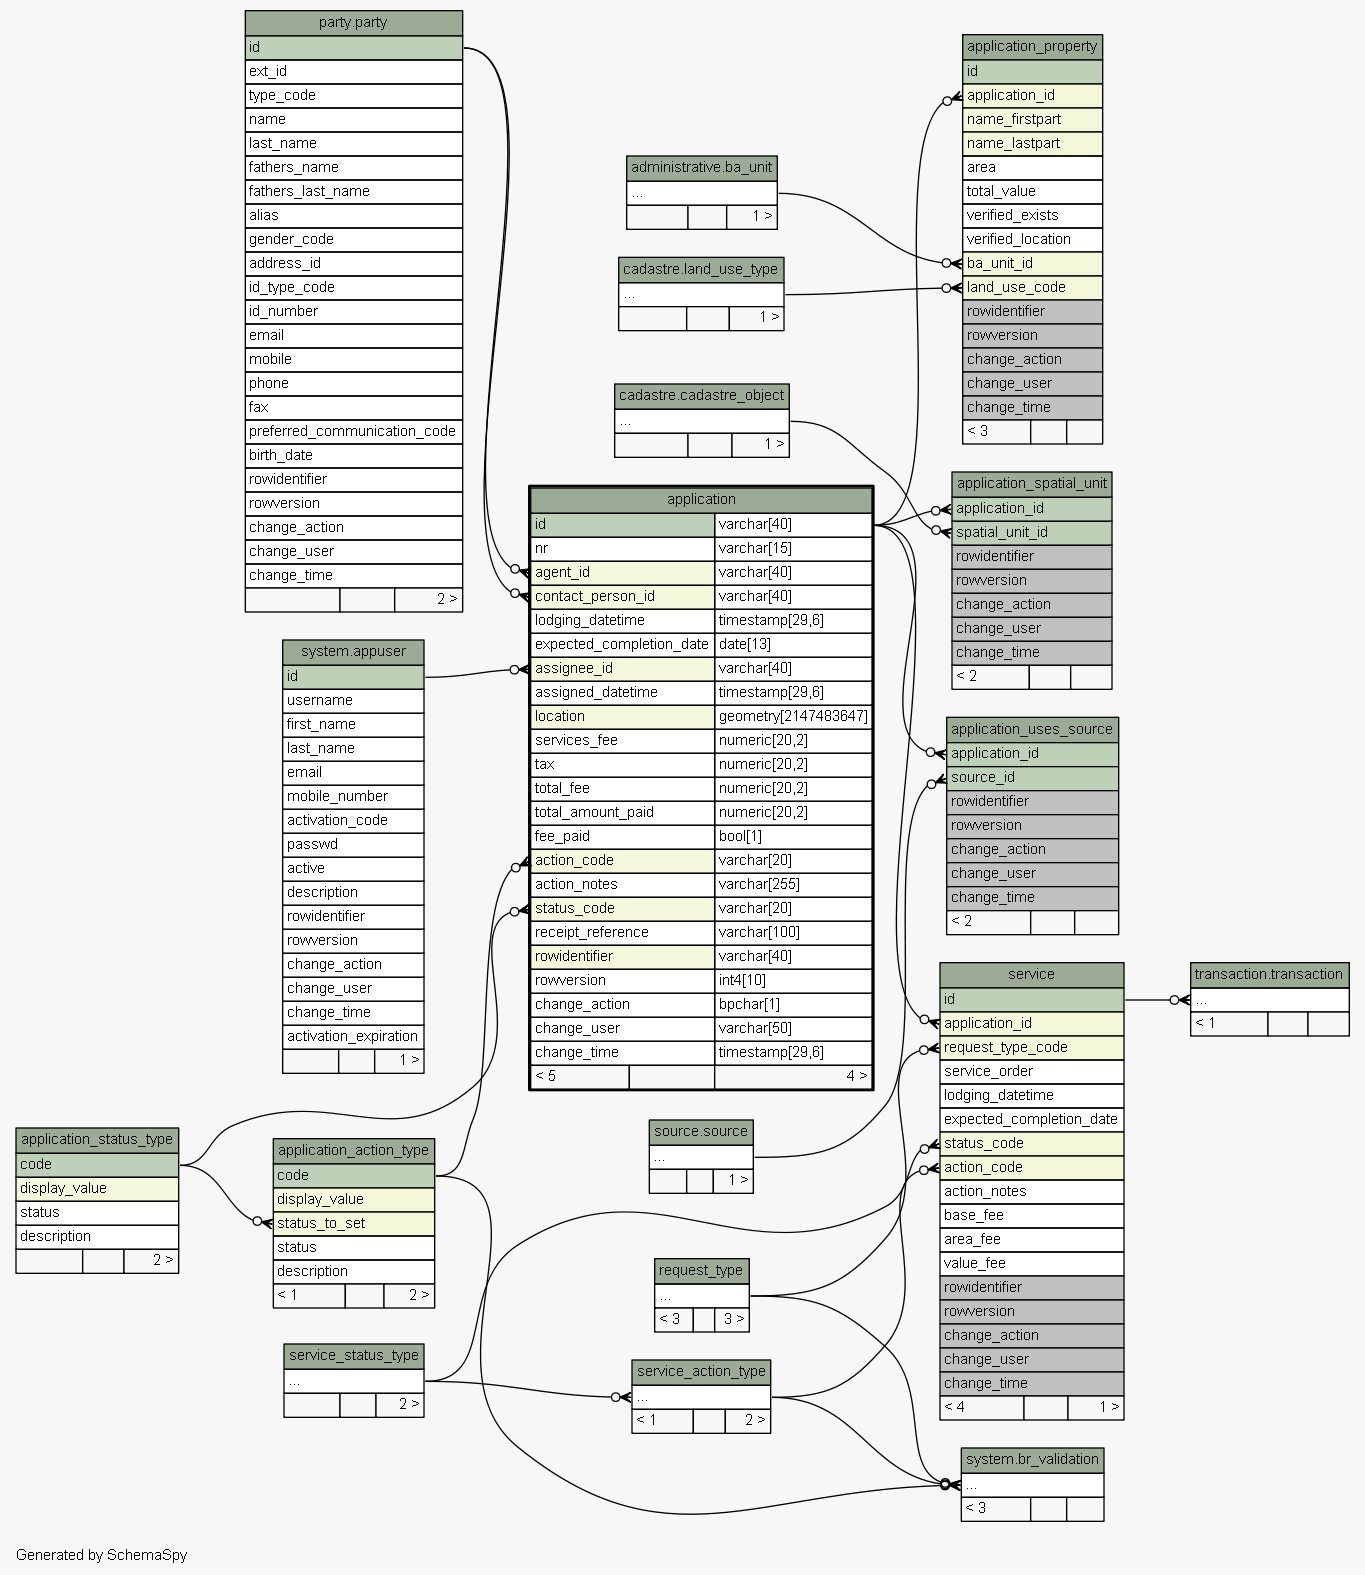 party.party
id
ext_id
type_code
name
last_name
fathers_name
fathers_last_name
alias
gender_code
address_id
id_type_code
id_number
email
mobile
phone
fax
preferred_communication_code
birth_date
rowidentifier
rowversion
change_action
change_user
change_time
2 >
application_property
id
application_id
name_firstpart
name_lastpart
area
total_value
verified_exists
verified_location
ba_unit_id
land_use_code
rowidentifier
rowversion
change_action
change_user
change_time
< 3
administrative.ba_unit
...
1 >
cadastre.land_use_type
...
1 >
cadastre.cadastre_object
...
1 >
application
id varchar[40]
nr varchar[15]
agent_id varchar[40]
contact_person_id varchar[40]
lodging_datetime timestamp[29,6]
expected_completion_date date[13]
assignee_id varchar[40]
assigned_datetime timestamp[29,6]
location geometry[2147483647]
services_fee numeric[20,2]
tax numeric[20,2]
total_fee numeric[20,2]
total_amount_paid numeric[20,2]
fee_paid bool[1]
action_code varchar[20]
action_notes varchar[255]
status_code varchar[20]
receipt_reference varchar[100]
rowidentifier varchar[40]
rowversion int4[10]
change_action bpchar[1]
change_user varchar[50]
change_time timestamp[29,6]
< 5 4 >
application_spatial_unit
application_id
spatial_unit_id
rowidentifier
rowversion
change_action
change_user
change_time
< 2
system.appuser
id
username
first_name
last_name
email
mobile_number
activation_code
passwd
active
description
rowidentifier
rowversion
change_action
change_user
change_time
activation_expiration
1 >
application_uses_source
application_id
source_id
rowidentifier
rowversion
change_action
change_user
change_time
< 2
service
id
application_id
request_type_code
service_order
lodging_datetime
expected_completion_date
status_code
action_code
action_notes
base_fee
area_fee
value_fee
rowidentifier
rowversion
change_action
change_user
change_time
< 4 1 >
transaction.transaction
...
< 1
source.source
...
1 >
application_status_type
code
display_value
status
description
2 >
application_action_type
code
display_value
status_to_set
status
description
< 1 2 >
request_type
...
< 3 3 >
service_status_type
...
2 >
service_action_type
...
< 1 2 >
system.br_validation
...
< 3
Generated by SchemaSpy